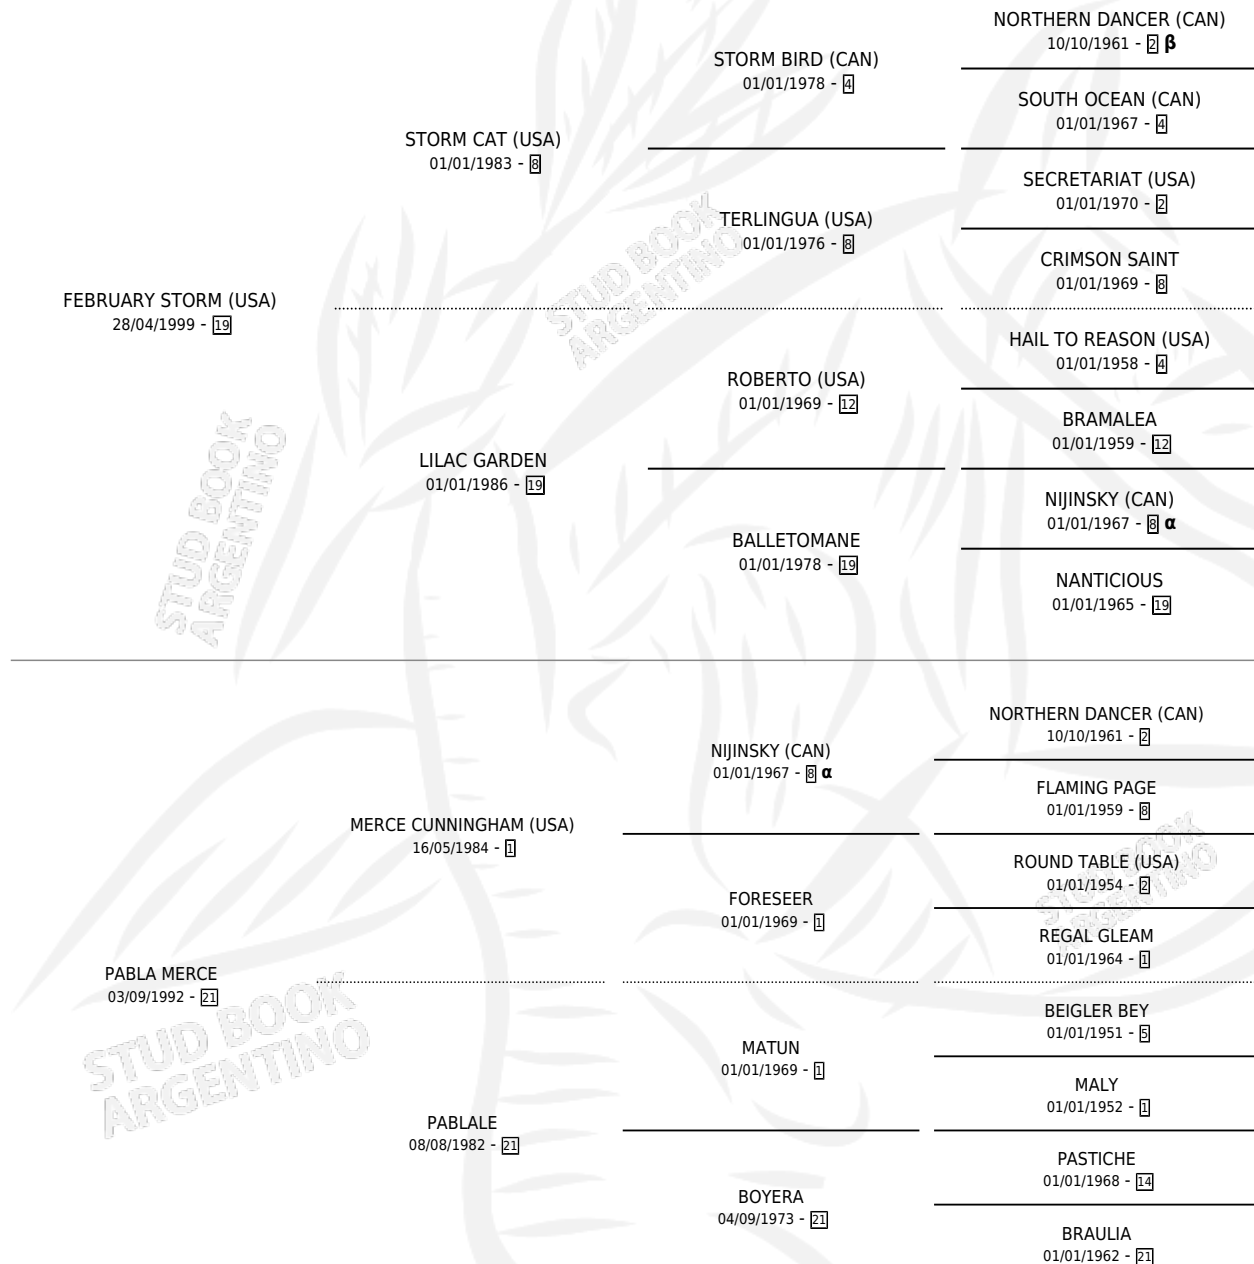 NORTHERN DANCER (CAN)
10/10/1961 - 2 β
STORM BIRD (CAN)
01/01/1978 - 4
SOUTH OCEAN (CAN)
01/01/1967 - 4
STORM CAT (USA)
01/01/1983 - 8
SECRETARIAT (USA)
01/01/1970 - 2
TERLINGUA (USA)
01/01/1976 - 8
CRIMSON SAINT
01/01/1969 - 8
FEBRUARY STORM (USA)
28/04/1999 - 19
HAIL TO REASON (USA)
01/01/1958 - 4
ROBERTO (USA)
01/01/1969 - 12
BRAMALEA
01/01/1959 - 12
LILAC GARDEN
01/01/1986 - 19
NIJINSKY (CAN)
01/01/1967 - 8 α
BALLETOMANE
01/01/1978 - 19
NANTICIOUS
01/01/1965 - 19
NORTHERN DANCER (CAN)
10/10/1961 - 2
NIJINSKY (CAN)
01/01/1967 - 8 α
FLAMING PAGE
01/01/1959 - 8
MERCE CUNNINGHAM (USA)
16/05/1984 - 1
ROUND TABLE (USA)
01/01/1954 - 2
FORESEER
01/01/1969 - 1
REGAL GLEAM
01/01/1964 - 1
PABLA MERCE
03/09/1992 - 21
BEIGLER BEY
01/01/1951 - 5
MATUN
01/01/1969 - 1
MALY
01/01/1952 - 1
PABLALE
08/08/1982 - 21
PASTICHE
01/01/1968 - 14
BOYERA
04/09/1973 - 21
BRAULIA
01/01/1962 - 21
STUD BOOK
ARGENTINO
STUD BOOK
ARGENTINO
STUD BOOK
ARGENTINO
STUD BOOK
ARGENTINO